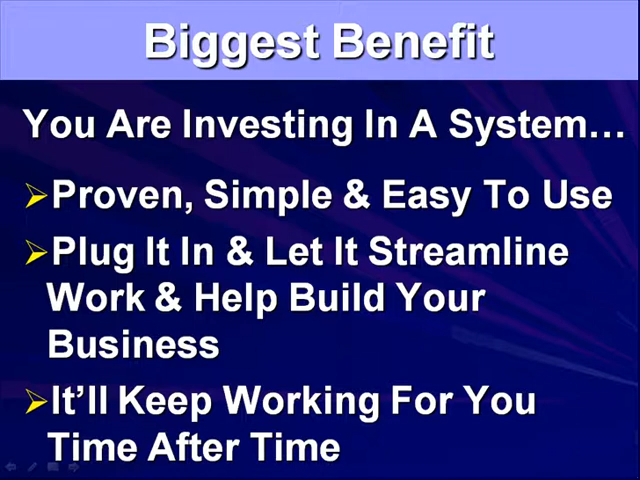 Biggest Benefit
You Are Investing In A System…
Proven, Simple & Easy To Use
Plug It In & Let It Streamline
Work & Help Build Your
Business
It’ll Keep Working For You
Time After Time